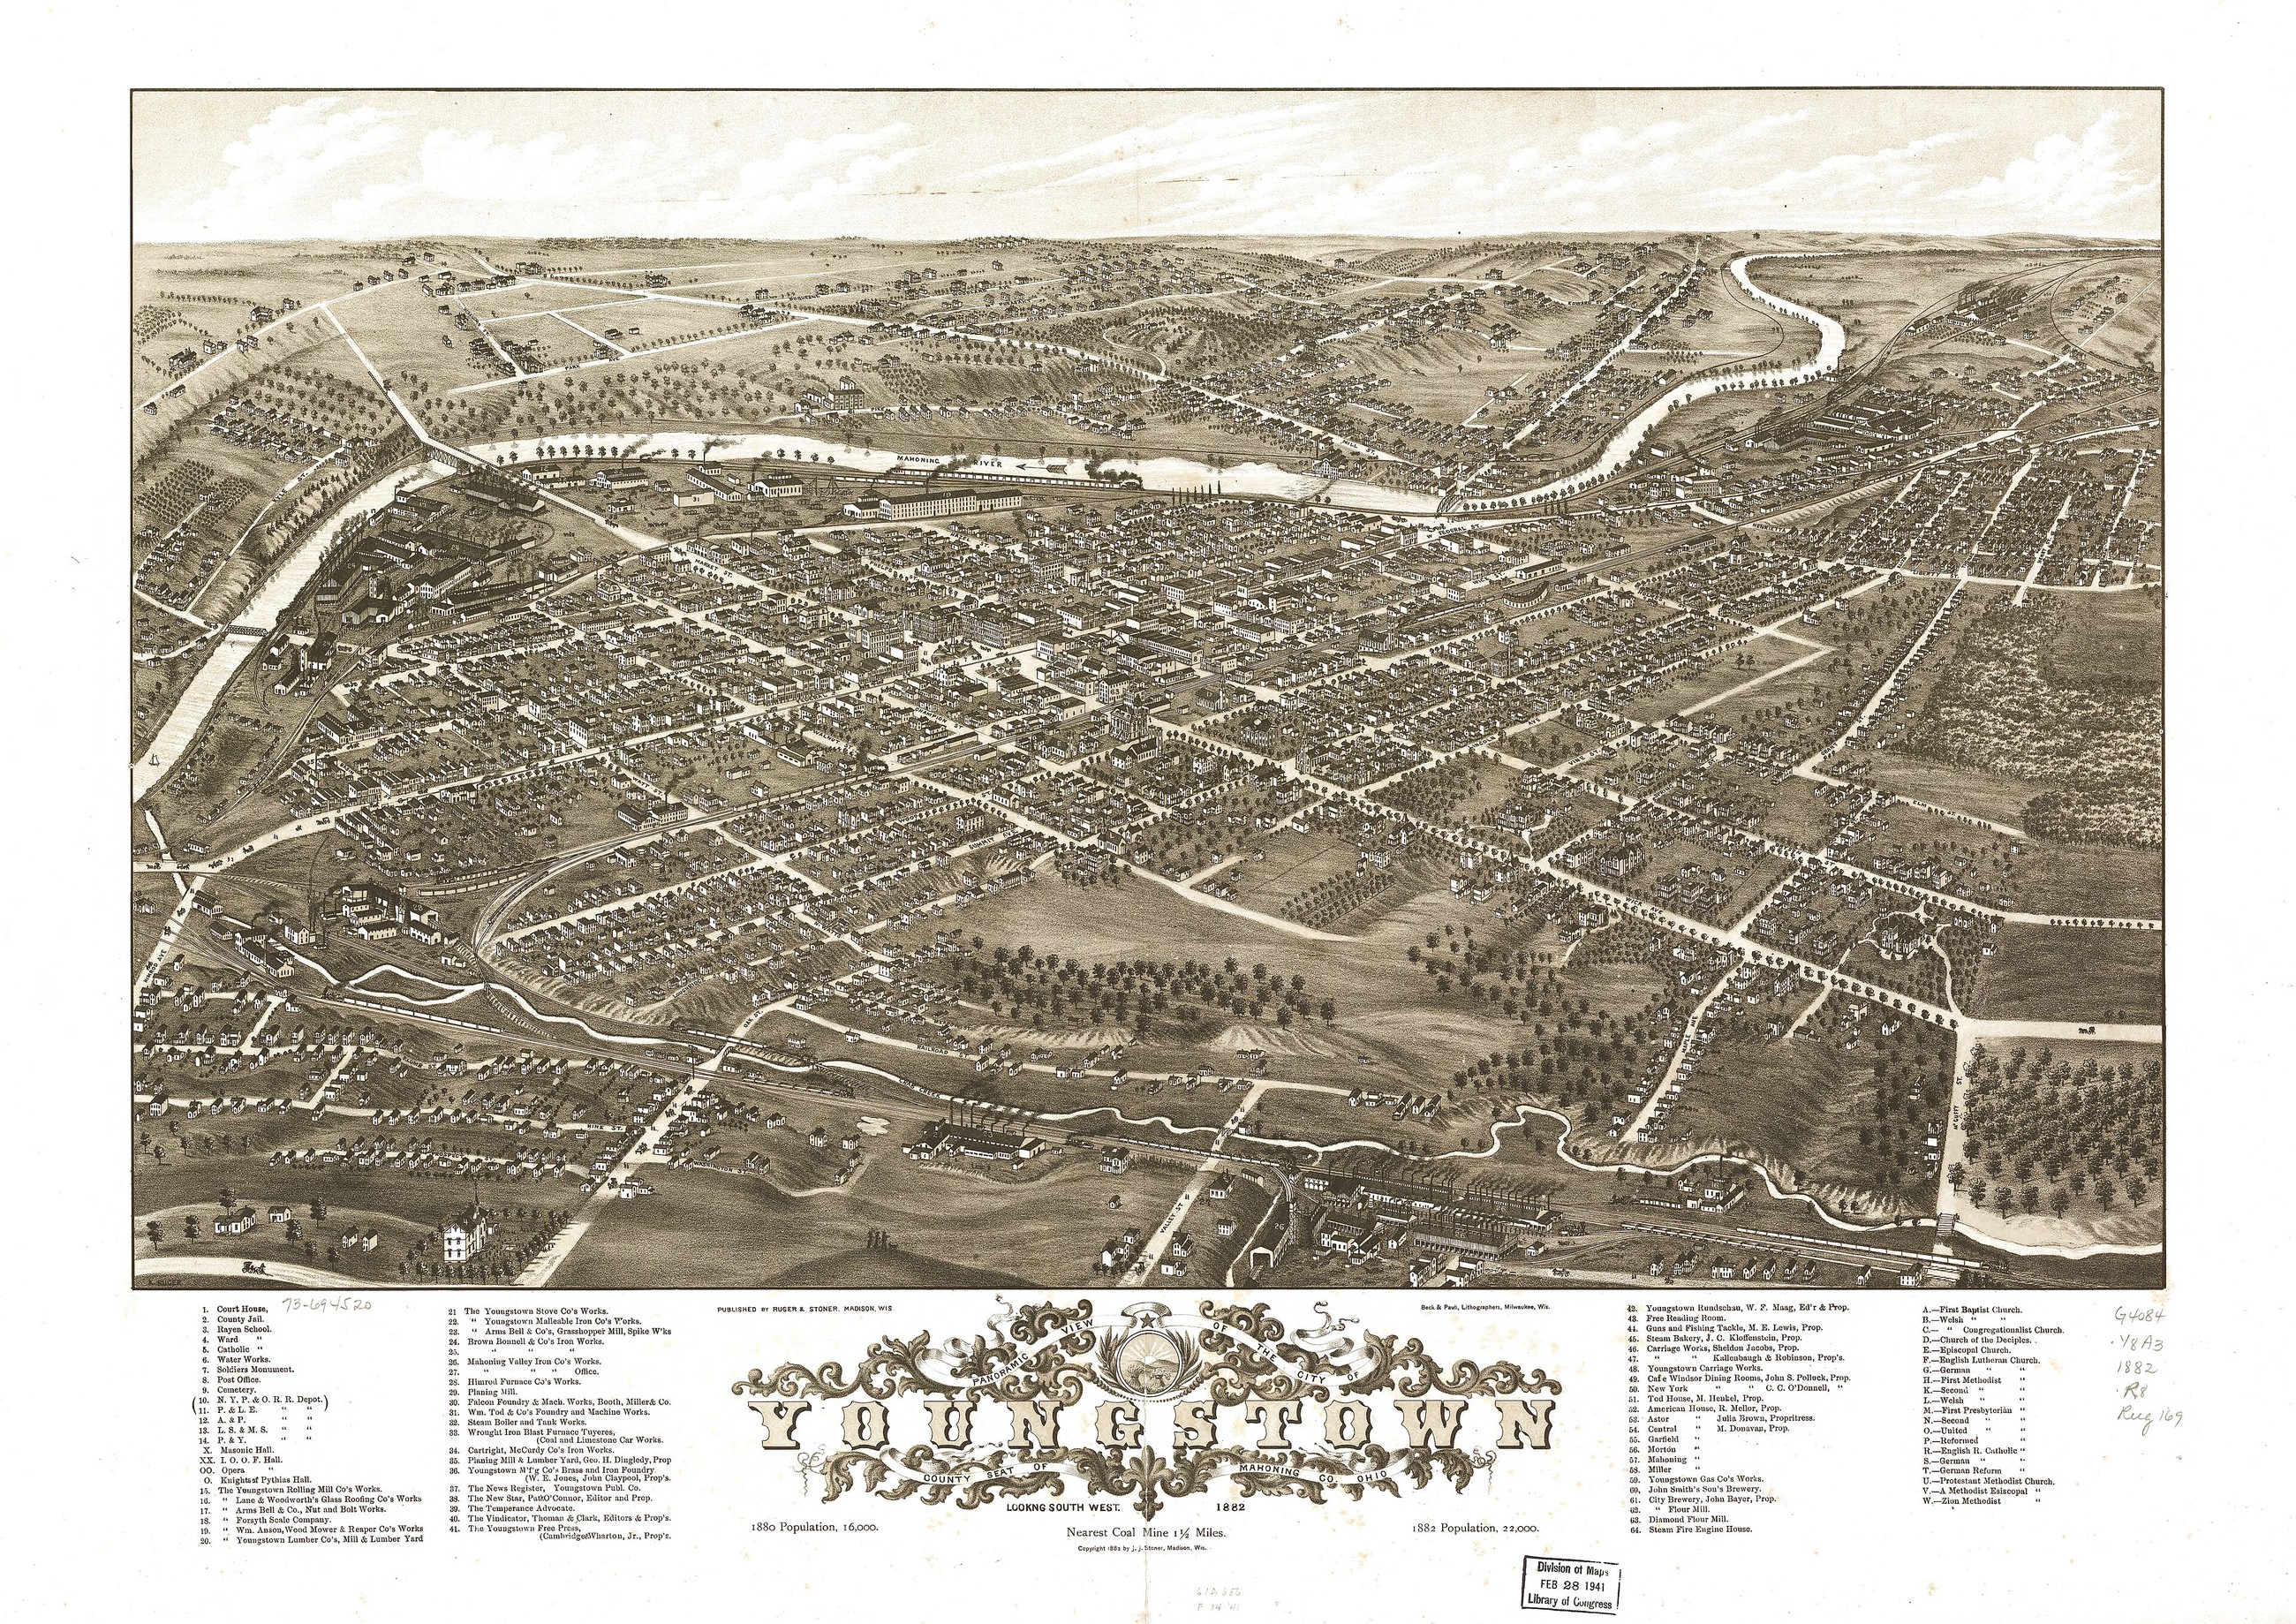 MAHONING RIVER
31
W. FEDERAL ST.
MARKET ST.
OAK ST.
RAILROAD ST.
VALLEY ST.
A. RUGER
73-694520
1. Court House,
2. County Jail.
3. Rayen School.
4. Ward "
5. Catholic "
6. Water Works.
7. Soldiers Monument.
8. Post Office.
9. Cemetery.
(10. N. Y. P. & O. R. R. Depot.)
(11. P. & L. E. " "
12. A. & P. " "
13. L. S. & M. S. " "
14. P. & Y. " "
X. Masonic Hall.
XX. I. O. O. F. Hall.
OO. Opera "
O. Knights of Pythias Hall.
15. The Youngstown Rolling Mill Co's Works.
16. " Lane & Woodworth's Glass Roofing Co's Works
17. " Arms Bell & Co., Nut and Bolt Works.
18. " Forsyth Scale Company.
19. " Wm. Anson, Wood Mower & Reaper Co's Works
20. " Youngstown Lumber Co's, Mill & Lumber Yard
21 The Youngstown Stove Co's Works.
22. " Youngstown Malleable Iron Co's Works.
23. " Arms Bell & Co's, Grasshopper Mill, Spike W'ks
24. Brown Bonnell & Co's Iron Works.
25. " " "
26. Mahoning Valley Iron Co's Works.
27. " " " Office.
28. Himrod Furnace Co's Works.
29. Planing Mill.
30. Falcon Foundry & Mach. Works, Booth, Miller & Co.
31. Wm. Tod & Co's Foundry and Machine Works.
32. Steam Boiler and Tank Works.
33. Wrought Iron Blast Furnace Tuyeres,
(Coal and Limestone Car Works.
34. Cartright, McCurdy Co's Iron Works.
35. Planing Mill & Lumber Yard, Geo. H. Dingledy, Prop
36. Youngstown M'f'g Co's Brass and Iron Foundry
(W. E. Jones, John Claypool, Prop's.
37. The News Register, Youngstown Publ. Co.
38. The New Star, Pat. O'Connor, Editor and Prop.
39. The Temperance Advocate.
40. The Vindicator, Thoman & Clark, Editors & Prop's.
41. The Youngstown Free Press,
(Cambridge & Wharton, Jr., Prop's.
PUBLISHED BY RUGER & STONER, MADISON, WIS.
Beck & Pauli, Lithographers, Milwaukee, Wis.
PANORAMIC VIEW OF THE CITY OF
YOUNGSTOWN
COUNTY SEAT OF MAHONING CO. OHIO
LOOKNG SOUTH WEST. 1882
1880 Population, 16,000.
Nearest Coal Mine 1½ Miles.
1882 Population, 22,000.
Copyright 1882 by J. J. Stoner, Madison, Wis.
42. Youngstown Rundschau, W. F. Maag, Ed'r & Prop.
43. Free Reading Room.
44. Guns and Fishing Tackle, M. E. Lewis, Prop.
45. Steam Bakery, J. C. Kloffenstein, Prop.
46. Carriage Works, Sheldon Jacobs, Prop.
47. " " Kallenbaugh & Robinson, Prop's.
48. Youngstown Carriage Works.
49. Cafe Windsor Dining Rooms, John S. Pollock, Prop.
50. New York " " C. C. O'Donnell, "
51. Tod House, M. Henkel, Prop.
52. American House, R. Mellor, Prop.
53. Astor " Julia Brown, Propritress.
54. Central " M. Donavan, Prop.
55. Garfield "
56. Morton "
57. Mahoning "
58. Miller "
59. Youngstown Gas Co's Works.
60. John Smith's Son's Brewery.
61. City Brewery, John Bayer, Prop.
62. " Flour Mill.
63. Diamond Flour Mill.
64. Steam Fire Engine House.
A.—First Baptist Church.
B.—Welsh " "
C.— " Congregationalist Church.
D.—Church of the Deciples.
E.—Episcopal Church.
F.—English Lutheran Church.
G.—German " "
H.—First Methodist "
K.—Second " "
L.—Welsh " "
M.—First Presbyterian "
N.—Second " "
O.—United " "
P.—Reformed "
R.—English R. Catholic "
S.—German " "
T.—German Reform "
U.—Protestant Methodist Church.
V.—A Methodist Esiscopal "
W.—Zion Methodist "
G4084
.Y8A3
1882
.R8
Rug 169
Division of Maps
FEB 28 1941
Library of Congress